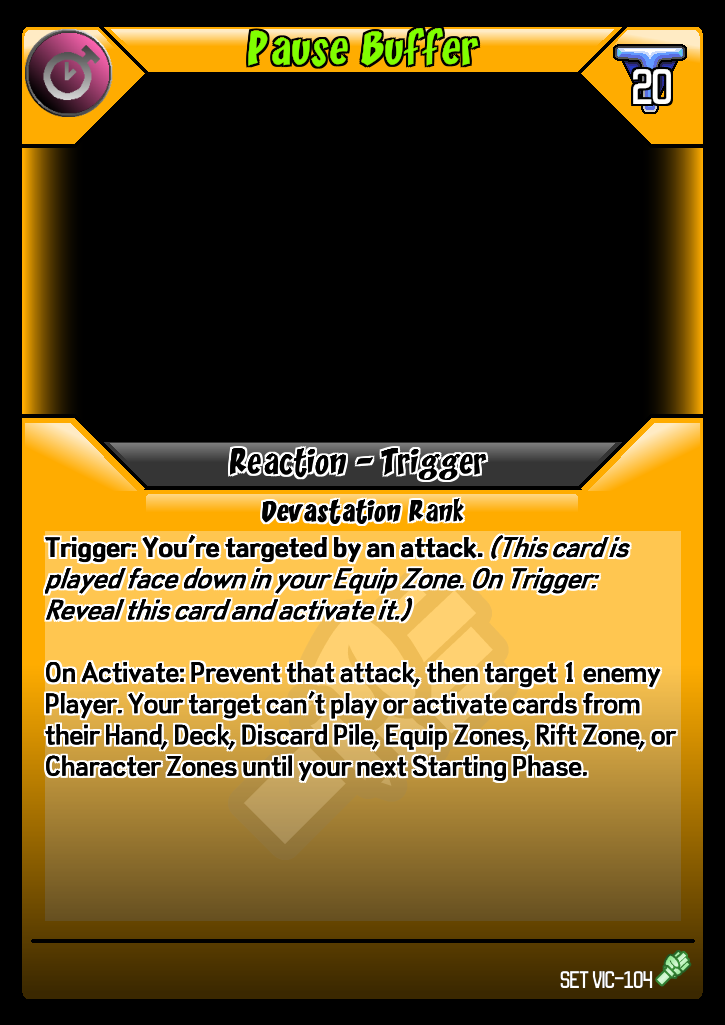 Pause Buffer
20
Reaction - Trigger
Devastation Rank
Trigger: You're targeted by an attack. (This card is
played face down in your Equip Zone. On Trigger:
Reveal this card and activate it.)
On Activate: Prevent that attack, then target 1 enemy
Player. Your target can't play or activate cards from
their Hand, Deck, Discard Pile, Equip Zones, Rift Zone, or
Character Zones until your next Starting Phase.
SET VIC-104